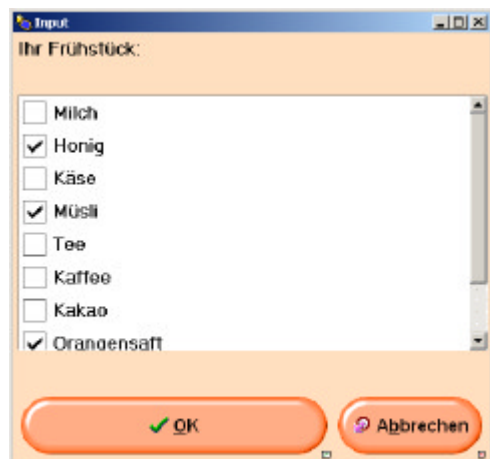 Input
Ihr Frühstück:
Milch
Honig
Käse
Müsli
Tee
Kaffee
Kakao
Orangensaft
OK
Abbrechen